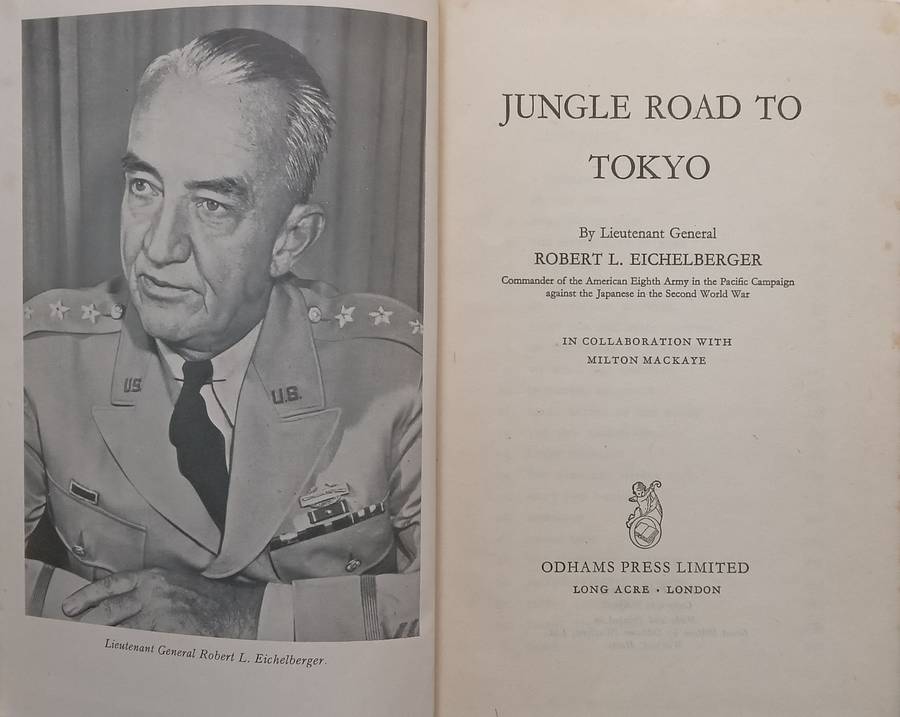 U.S.
U.S.
Lieutenant General Robert L. Eichelberger.
JUNGLE ROAD TO
TOKYO
By Lieutenant General
ROBERT L. EICHELBERGER
Commander of the American Eighth Army in the Pacific Campaign
against the Japanese in the Second World War
IN COLLABORATION WITH
MILTON MACKAYE
ODHAMS PRESS LIMITED
LONG ACRE · LONDON